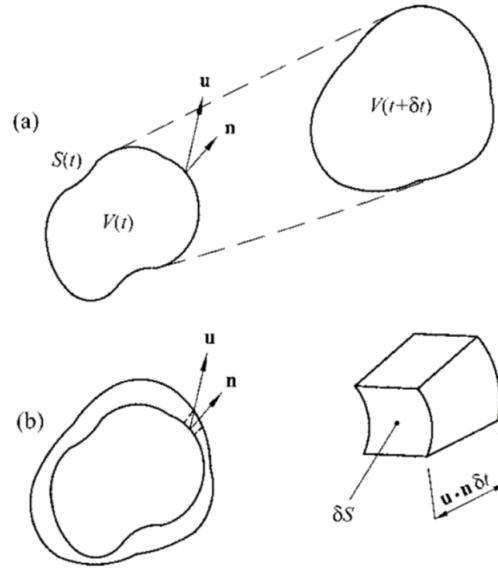 (a)
u
n
S(t)
V(t)
V(t+δt)
(b)
u
n
δS
u · n δt